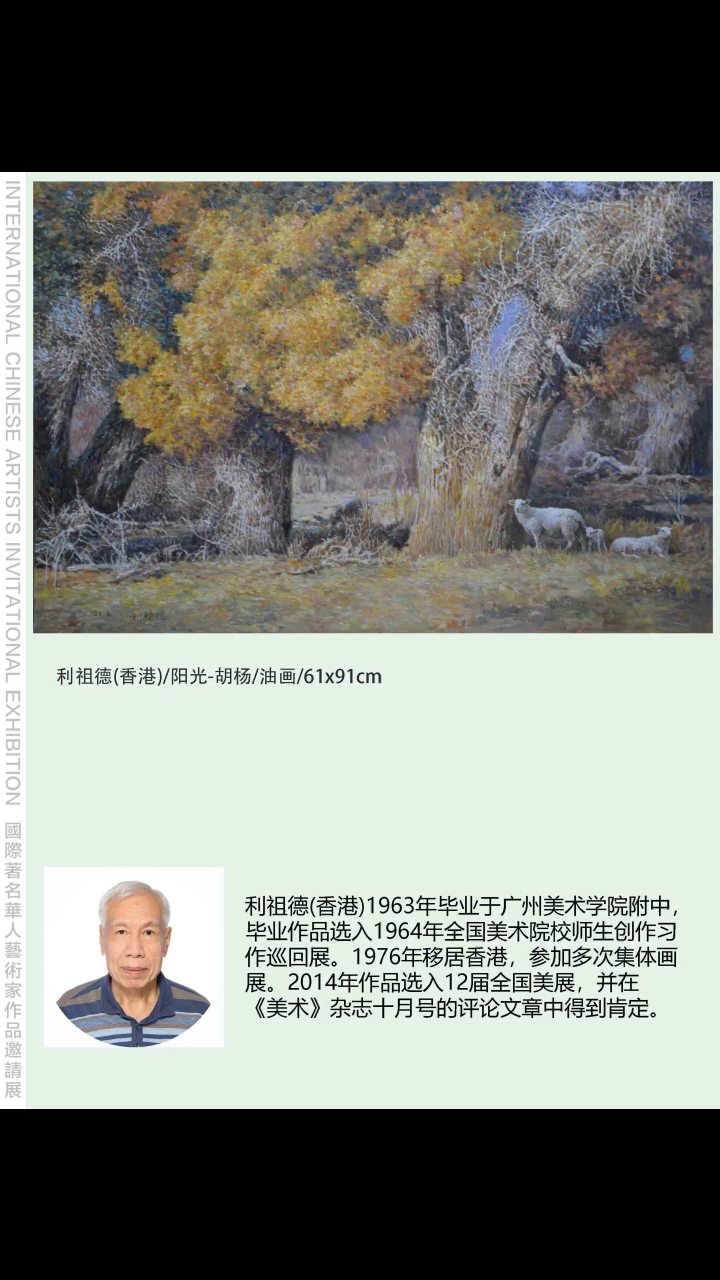 INTERNATIONAL CHINESE ARTISTS INVITATIONAL EXHIBITION 國際著名華人藝術家作品邀請展
利祖德(香港)/阳光-胡杨/油画/61x91cm
利祖德(香港)1963年毕业于广州美术学院附中，
毕业作品选入1964年全国美术院校师生创作习
作巡回展。1976年移居香港，参加多次集体画
展。2014年作品选入12届全国美展，并在
《美术》杂志十月号的评论文章中得到肯定。